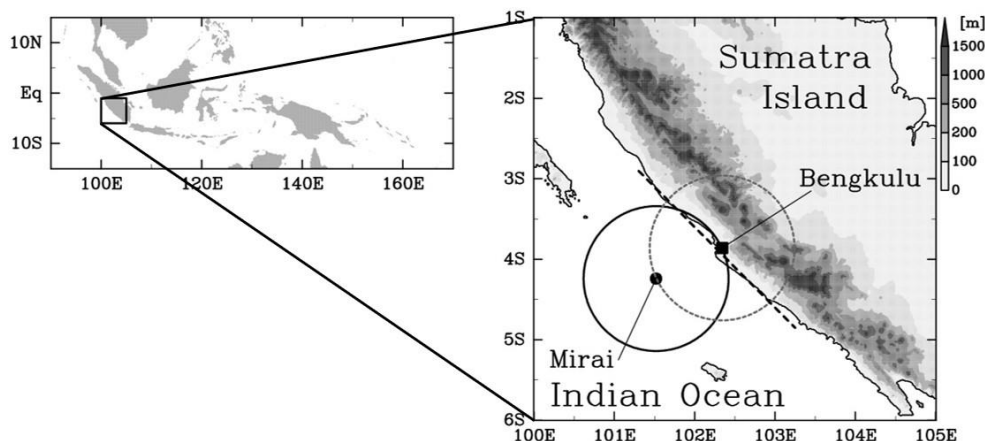 10N
Eq
10S
100E 120E 140E 160E
1S
2S
3S
4S
5S
6S
100E 101E 102E 103E 104E 105E
Sumatra
Island
Bengkulu
Mirai
Indian Ocean
[m]
1500
1000
500
200
100
0